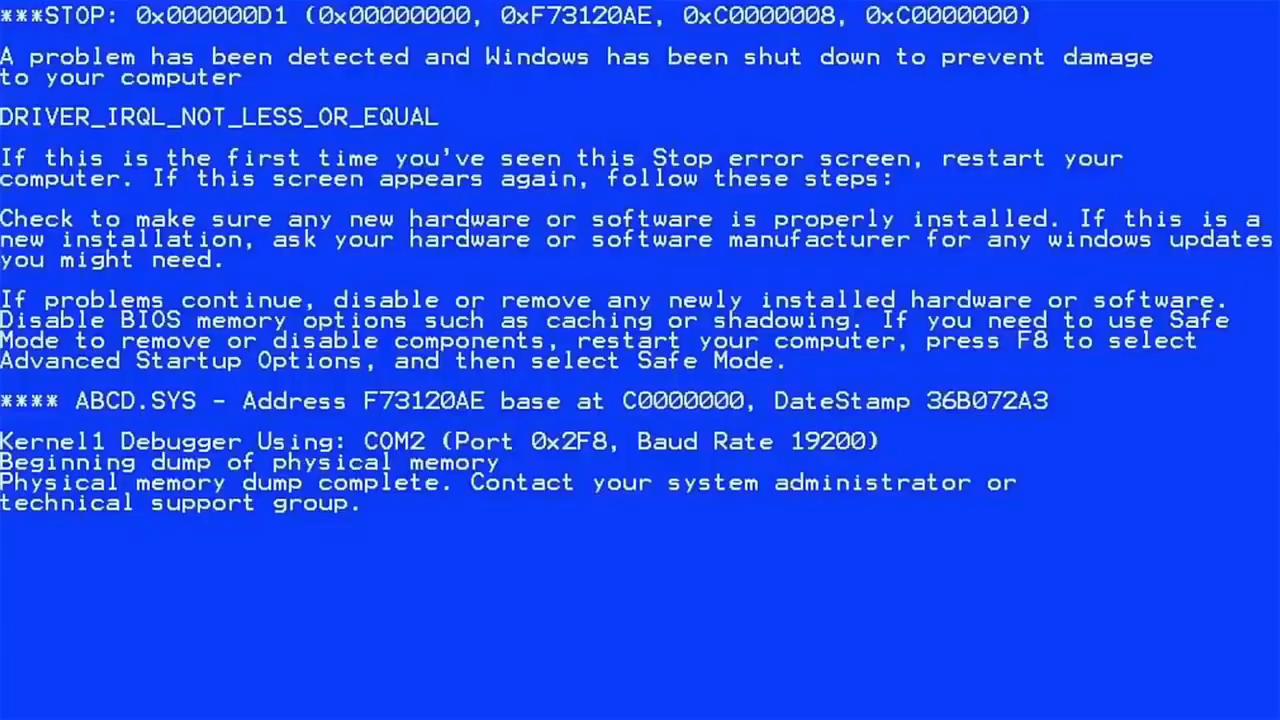 ***STOP: 0x000000D1 (0x00000000, 0xF73120AE, 0xC0000008, 0xC0000000)
A problem has been detected and Windows has been shut down to prevent damage
to your computer
DRIVER_IRQL_NOT_LESS_OR_EQUAL
If this is the first time you've seen this Stop error screen, restart your
computer. If this screen appears again, follow these steps:
Check to make sure any new hardware or software is properly installed. If this is a
new installation, ask your hardware or software manufacturer for any windows updates
you might need.
If problems continue, disable or remove any newly installed hardware or software.
Disable BIOS memory options such as caching or shadowing. If you need to use Safe
Mode to remove or disable components, restart your computer, press F8 to select
Advanced Startup Options, and then select Safe Mode.
**** ABCD.SYS - Address F73120AE base at C0000000, DateStamp 36B072A3
Kernel1 Debugger Using: COM2 (Port 0x2F8, Baud Rate 19200)
Beginning dump of physical memory
Physical memory dump complete. Contact your system administrator or
technical support group.